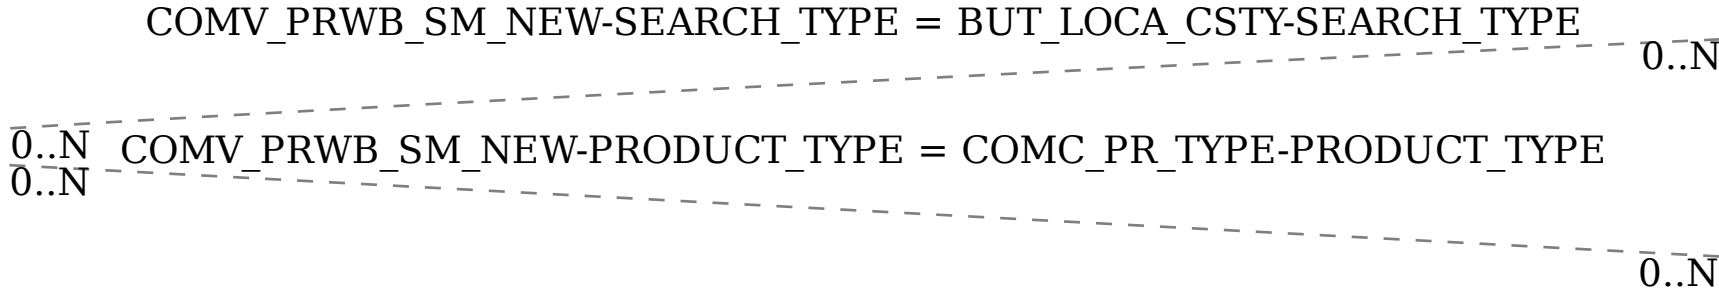 COMV_PRWB_SM_NEW-SEARCH_TYPE = BUT_LOCA_CSTY-SEARCH_TYPE
0..N
0..N
COMV_PRWB_SM_NEW-PRODUCT_TYPE = COMC_PR_TYPE-PRODUCT_TYPE
0..N
0..N